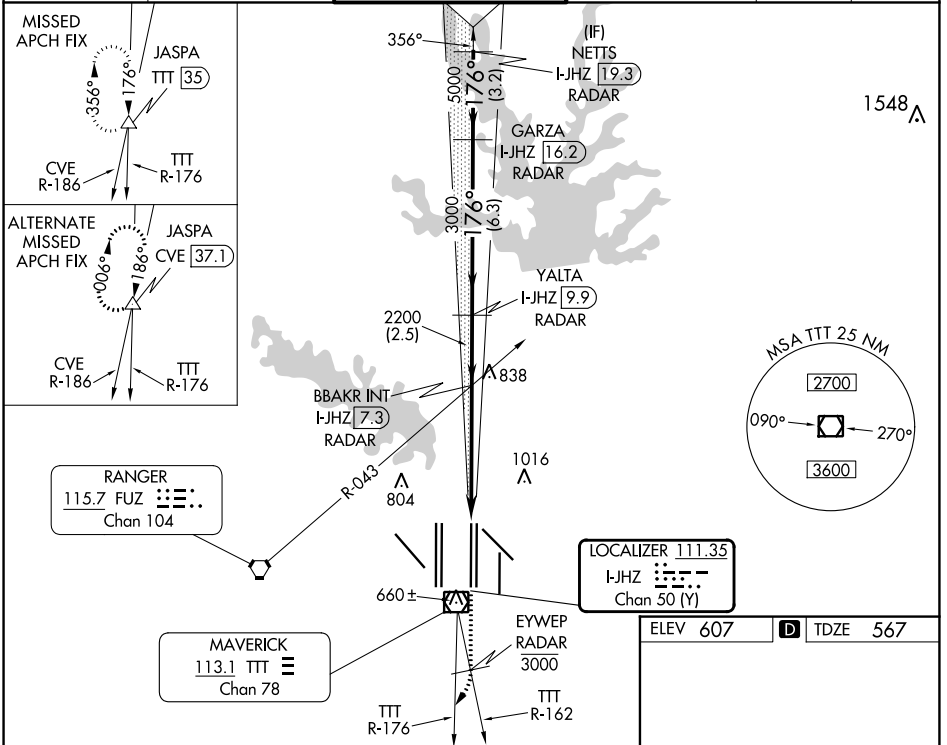 MISSED
APCH FIX
JASPA
TTT 35
356°
176°
CVE
R-186
TTT
R-176
ALTERNATE
MISSED
APCH FIX
JASPA
CVE 37.1
006°
186°
CVE
R-186
TTT
R-176
356°
(IF)
NETTS
I-JHZ 19.3
RADAR
5000
176°
(3.2)
1548
GARZA
I-JHZ 16.2
RADAR
3000
176°
(6.3)
YALTA
I-JHZ 9.9
RADAR
2200
(2.5)
838
BBAKR INT
I-JHZ 7.3
RADAR
R-043
804
1016
MSA TTT 25 NM
2700
090°
270°
3600
RANGER
115.7 FUZ
Chan 104
LOCALIZER 111.35
I-JHZ
Chan 50 (Y)
660±
MAVERICK
113.1 TTT
Chan 78
EYWEP
RADAR
3000
TTT
R-176
TTT
R-162
ELEV 607 D TDZE 567